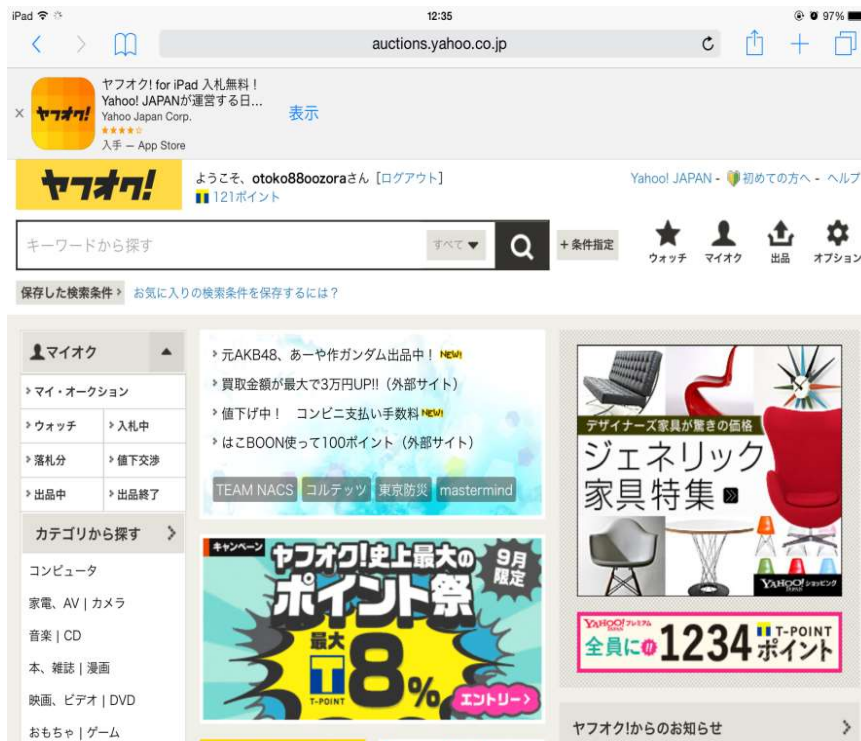 iPad 12:35 97%
auctions.yahoo.co.jp
ヤフオク! for iPad 入札無料！
Yahoo! JAPANが運営する日...
Yahoo Japan Corp.
★★★★☆
入手 — App Store
× ヤフオク!
表示
ヤフオク!
ようこそ、otoko88oozoraさん［ログアウト］
121ポイント
Yahoo! JAPAN - 初めての方へ - ヘルプ
キーワードから探す すべて ▼ +条件指定
ウォッチ マイオク 出品 オプション
保存した検索条件 お気に入りの検索条件を保存するには？
マイオク ▲
マイ・オークション
ウォッチ 入札中
落札分 値下交渉
出品中 出品終了
カテゴリから探す
コンピュータ
家電、AV | カメラ
音楽 | CD
本、雑誌 | 漫画
映画、ビデオ | DVD
おもちゃ | ゲーム
元AKB48、あーや作ガンダム出品中！ NEW!
買取金額が最大で3万円UP!!（外部サイト）
値下げ中！　コンビニ支払い手数料 NEW!
はこBOON使って100ポイント（外部サイト）
TEAM NACS コルテッツ 東京防災 mastermind
キャンペーン
ヤフオク!史上最大の
ポイント祭
9月
限定
最大
T-POINT
8%
エントリー
デザイナーズ家具が驚きの価格
ジェネリック
家具特集
YAHOO! JAPAN ショッピング
YAHOO! JAPAN プレミアム
全員に 1234 T-POINT
ポイント
ヤフオク!からのお知らせ